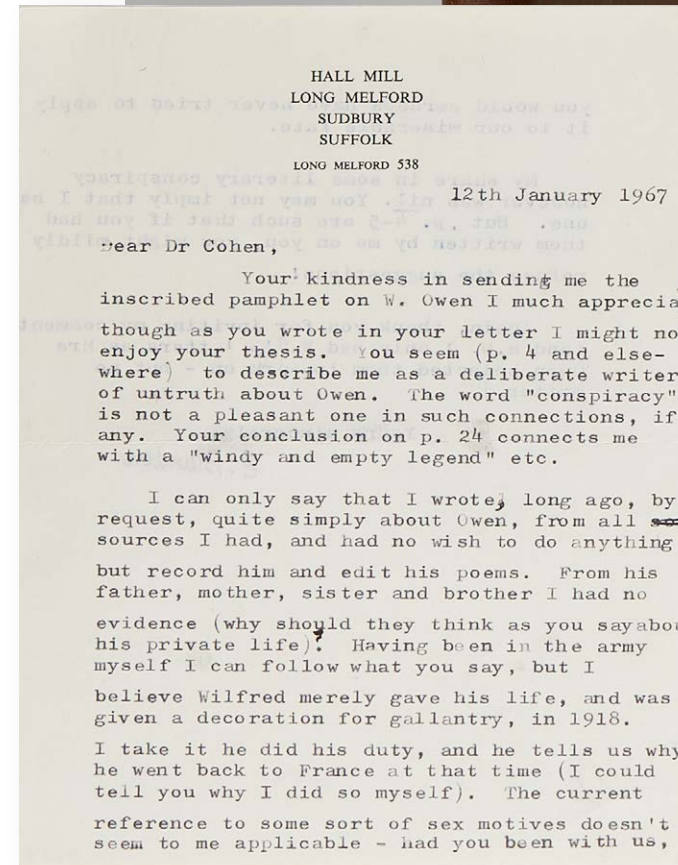 HALL MILL
LONG MELFORD
SUDBURY
SUFFOLK
LONG MELFORD 538
12th January 1967
Dear Dr Cohen,
Your kindness in sending me the
inscribed pamphlet on W. Owen I much apprecia
though as you wrote in your letter I might no
enjoy your thesis. You seem (p. 4 and else-
where) - to describe me as a deliberate writer
of untruth about Owen. The word "conspiracy"
is not a pleasant one in such connections, if
any. Your conclusion on p. 24 connects me
with a "windy and empty legend" etc.
I can only say that I wrote, long ago, by
request, quite simply about Owen, from all
sources I had, and had no wish to do anything
but record him and edit his poems. From his
father, mother, sister and brother I had no
evidence (why should they think as you sayabou
his private life)? Having been in the army
myself I can follow what you say, but I
believe Wilfred merely gave his life, and was
given a decoration for gallantry, in 1918.
I take it he did his duty, and he tells us why
he went back to France at that time (I could
tell you why I did so myself). The current
reference to some sort of sex motives doesn't
seem to me applicable - had you been with us,